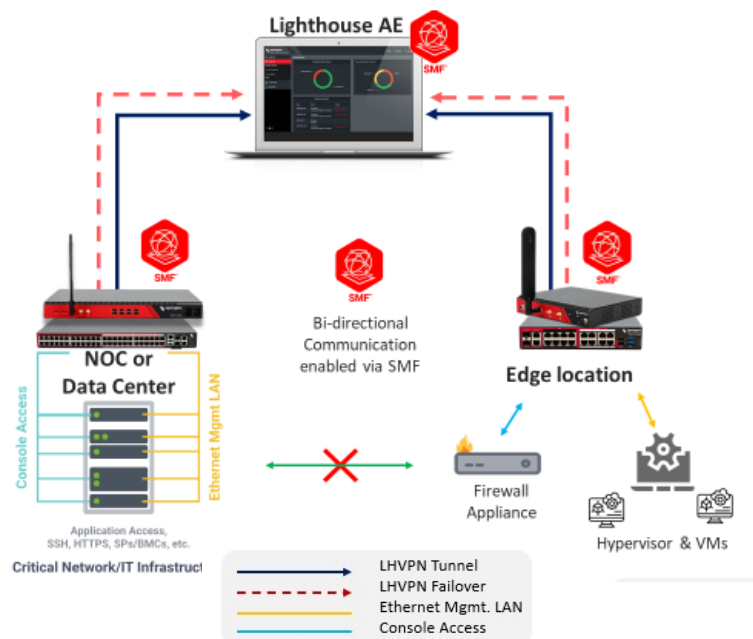 Lighthouse AE
SMF
SMF
SMF
SMF
Bi-directional
Communication
enabled via SMF
NOC or
Data Center
Console Access
Ethernet Mgmt LAN
Edge location
Firewall
Appliance
Hypervisor & VMs
Application Access,
SSH, HTTPS, SPs/BMCs, etc.
Critical Network/IT Infrastruct
LHVPN Tunnel
LHVPN Failover
Ethernet Mgmt. LAN
Console Access